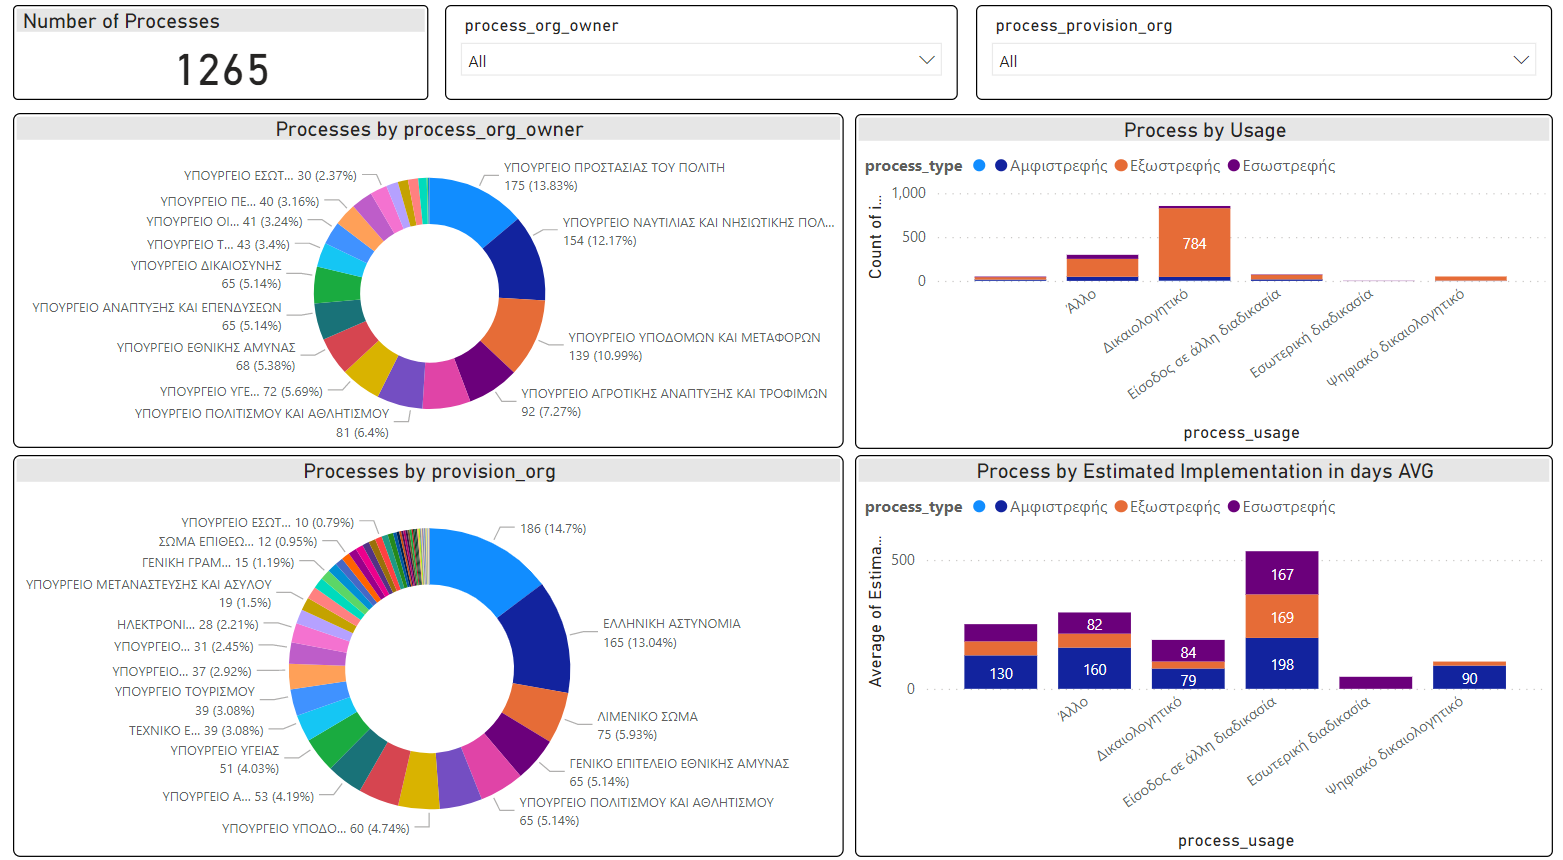 Number of Processes
1265
process_org_owner
All
process_provision_org
All
Processes by process_org_owner
ΥΠΟΥΡΓΕΙΟ ΠΡΟΣΤΑΣΙΑΣ ΤΟΥ ΠΟΛΙΤΗ
175 (13.83%)
ΥΠΟΥΡΓΕΙΟ ΝΑΥΤΙΛΙΑΣ ΚΑΙ ΝΗΣΙΩΤΙΚΗΣ ΠΟΛ...
154 (12.17%)
ΥΠΟΥΡΓΕΙΟ ΥΠΟΔΟΜΩΝ ΚΑΙ ΜΕΤΑΦΟΡΩΝ
139 (10.99%)
ΥΠΟΥΡΓΕΙΟ ΑΓΡΟΤΙΚΗΣ ΑΝΑΠΤΥΞΗΣ ΚΑΙ ΤΡΟΦΙΜΩΝ
92 (7.27%)
ΥΠΟΥΡΓΕΙΟ ΠΟΛΙΤΙΣΜΟΥ ΚΑΙ ΑΘΛΗΤΙΣΜΟΥ
81 (6.4%)
ΥΠΟΥΡΓΕΙΟ ΥΓΕ... 72 (5.69%)
ΥΠΟΥΡΓΕΙΟ ΕΘΝΙΚΗΣ ΑΜΥΝΑΣ
68 (5.38%)
ΥΠΟΥΡΓΕΙΟ ΑΝΑΠΤΥΞΗΣ ΚΑΙ ΕΠΕΝΔΥΣΕΩΝ
65 (5.14%)
ΥΠΟΥΡΓΕΙΟ ΔΙΚΑΙΟΣΥΝΗΣ
65 (5.14%)
ΥΠΟΥΡΓΕΙΟ Τ... 43 (3.4%)
ΥΠΟΥΡΓΕΙΟ ΟΙ... 41 (3.24%)
ΥΠΟΥΡΓΕΙΟ ΠΕ... 40 (3.16%)
ΥΠΟΥΡΓΕΙΟ ΕΣΩΤ... 30 (2.37%)
Process by Usage
process_type Αμφιστρεφής Εξωστρεφής Εσωστρεφής
Count of i...
1,000
500
0
784
Άλλο
Δικαιολογητικό
Είσοδος σε άλλη διαδικασία
Εσωτερική διαδικασία
Ψηφιακό δικαιολογητικό
process_usage
Processes by provision_org
186 (14.7%)
ΕΛΛΗΝΙΚΗ ΑΣΤΥΝΟΜΙΑ
165 (13.04%)
ΛΙΜΕΝΙΚΟ ΣΩΜΑ
75 (5.93%)
ΓΕΝΙΚΟ ΕΠΙΤΕΛΕΙΟ ΕΘΝΙΚΗΣ ΑΜΥΝΑΣ
65 (5.14%)
ΥΠΟΥΡΓΕΙΟ ΠΟΛΙΤΙΣΜΟΥ ΚΑΙ ΑΘΛΗΤΙΣΜΟΥ
65 (5.14%)
ΥΠΟΥΡΓΕΙΟ ΥΠΟΔΟ... 60 (4.74%)
ΥΠΟΥΡΓΕΙΟ Α... 53 (4.19%)
ΥΠΟΥΡΓΕΙΟ ΥΓΕΙΑΣ
51 (4.03%)
ΤΕΧΝΙΚΟ Ε... 39 (3.08%)
ΥΠΟΥΡΓΕΙΟ ΤΟΥΡΙΣΜΟΥ
39 (3.08%)
ΥΠΟΥΡΓΕΙΟ... 37 (2.92%)
ΥΠΟΥΡΓΕΙΟ... 31 (2.45%)
ΗΛΕΚΤΡΟΝΙ... 28 (2.21%)
ΥΠΟΥΡΓΕΙΟ ΜΕΤΑΝΑΣΤΕΥΣΗΣ ΚΑΙ ΑΣΥΛΟΥ
19 (1.5%)
ΓΕΝΙΚΗ ΓΡΑΜ... 15 (1.19%)
ΣΩΜΑ ΕΠΙΘΕΩ... 12 (0.95%)
ΥΠΟΥΡΓΕΙΟ ΕΣΩΤ... 10 (0.79%)
Process by Estimated Implementation in days AVG
process_type Αμφιστρεφής Εξωστρεφής Εσωστρεφής
Average of Estima...
500
0
130
82
160
84
79
167
169
198
90
Άλλο
Δικαιολογητικό
Είσοδος σε άλλη διαδικασία
Εσωτερική διαδικασία
Ψηφιακό δικαιολογητικό
process_usage